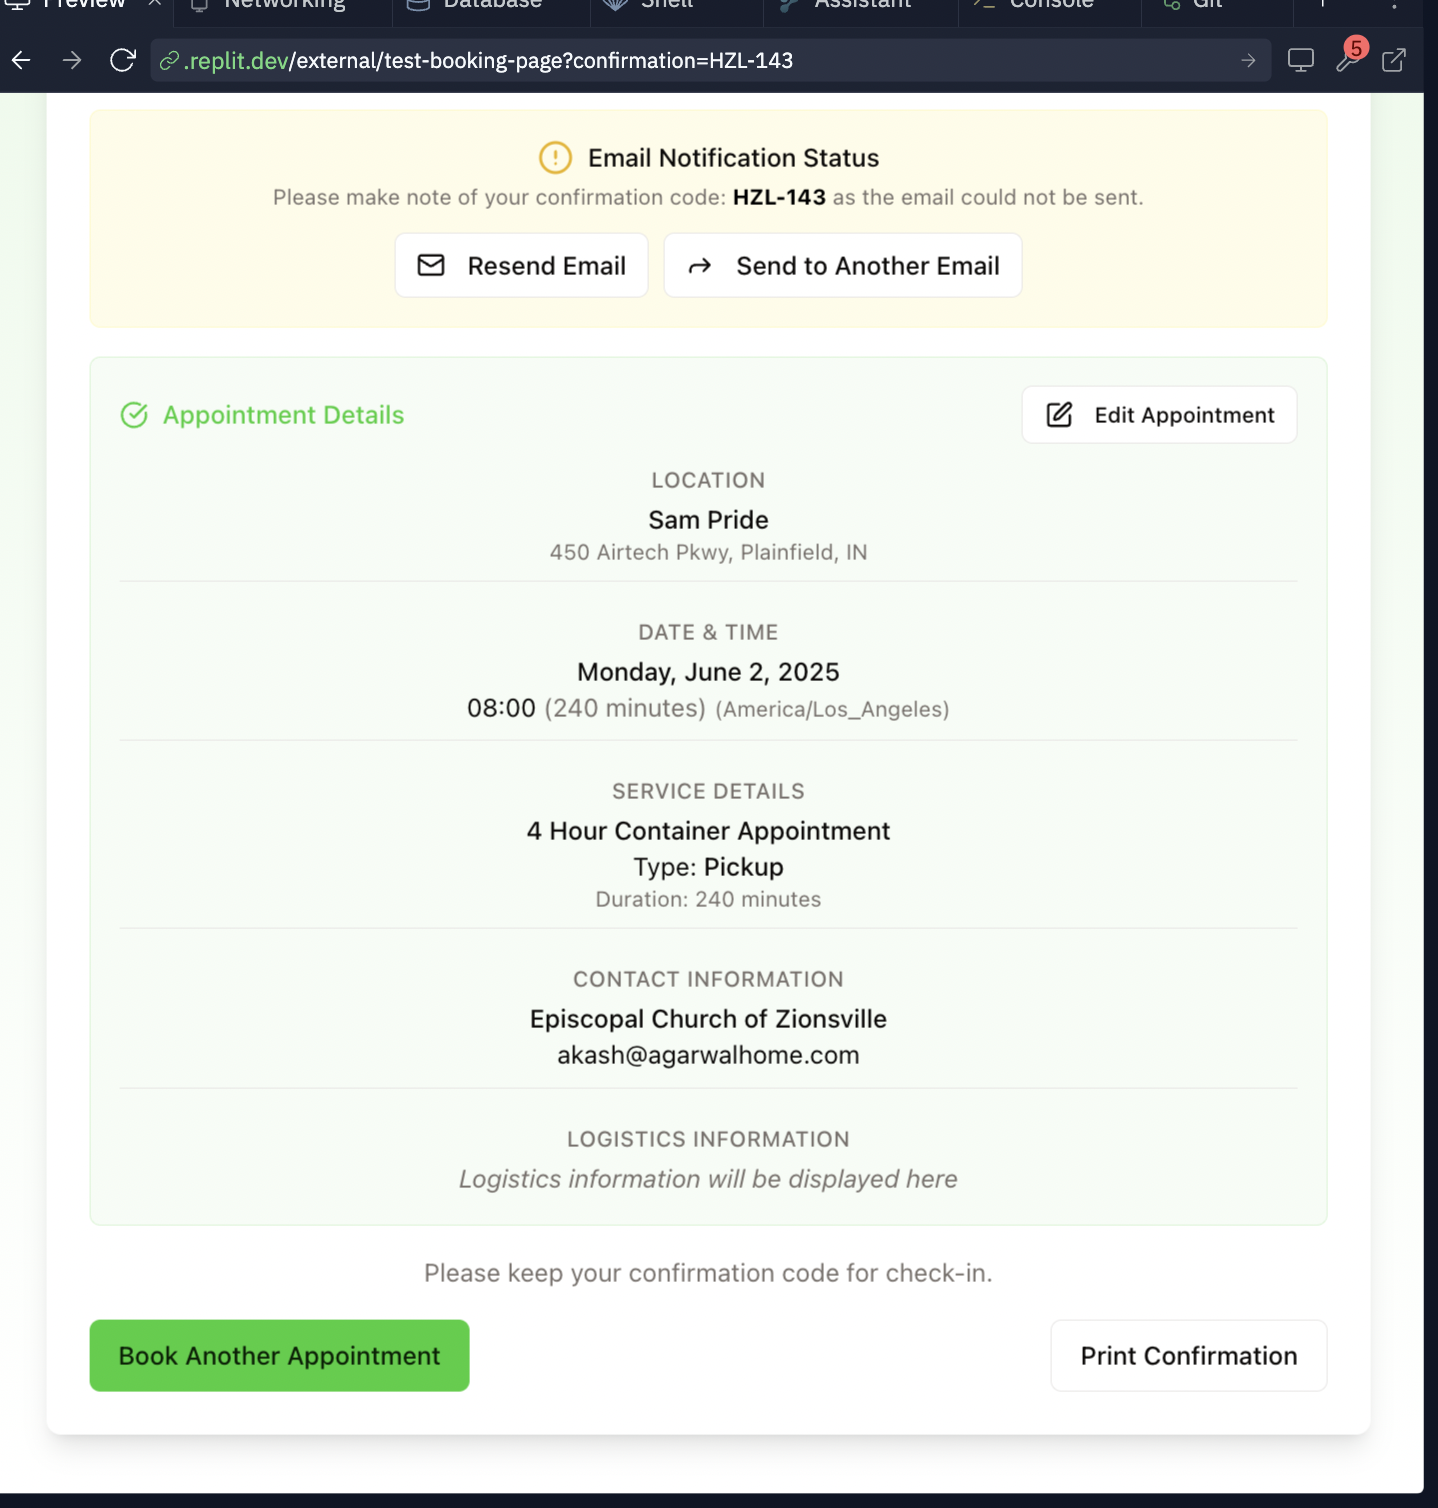 Preview
Networking
Database
Shell
Assistant
Console
Git
.replit.dev/external/test-booking-page?confirmation=HZL-143
5
Email Notification Status
Please make note of your confirmation code: HZL-143 as the email could not be sent.
Resend Email
Send to Another Email
Appointment Details
Edit Appointment
LOCATION
Sam Pride
450 Airtech Pkwy, Plainfield, IN
DATE & TIME
Monday, June 2, 2025
08:00 (240 minutes) (America/Los_Angeles)
SERVICE DETAILS
4 Hour Container Appointment
Type: Pickup
Duration: 240 minutes
CONTACT INFORMATION
Episcopal Church of Zionsville
akash@agarwalhome.com
LOGISTICS INFORMATION
Logistics information will be displayed here
Please keep your confirmation code for check-in.
Book Another Appointment
Print Confirmation